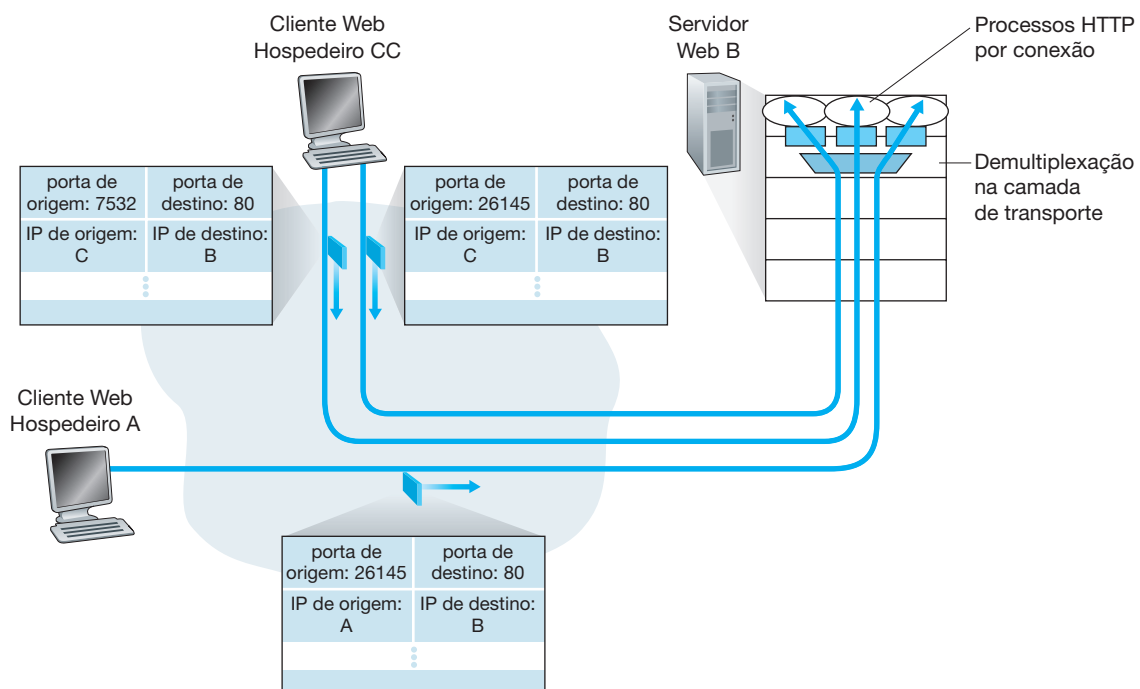 Cliente Web
Hospedeiro CC
Servidor
Web B
Processos HTTP
por conexão
Demultiplexação
na camada
de transporte
porta de
origem: 7532
porta de
destino: 80
IP de origem:
C
IP de destino:
B
porta de
origem: 26145
porta de
destino: 80
IP de origem:
C
IP de destino:
B
Cliente Web
Hospedeiro A
porta de
origem: 26145
porta de
destino: 80
IP de origem:
A
IP de destino:
B